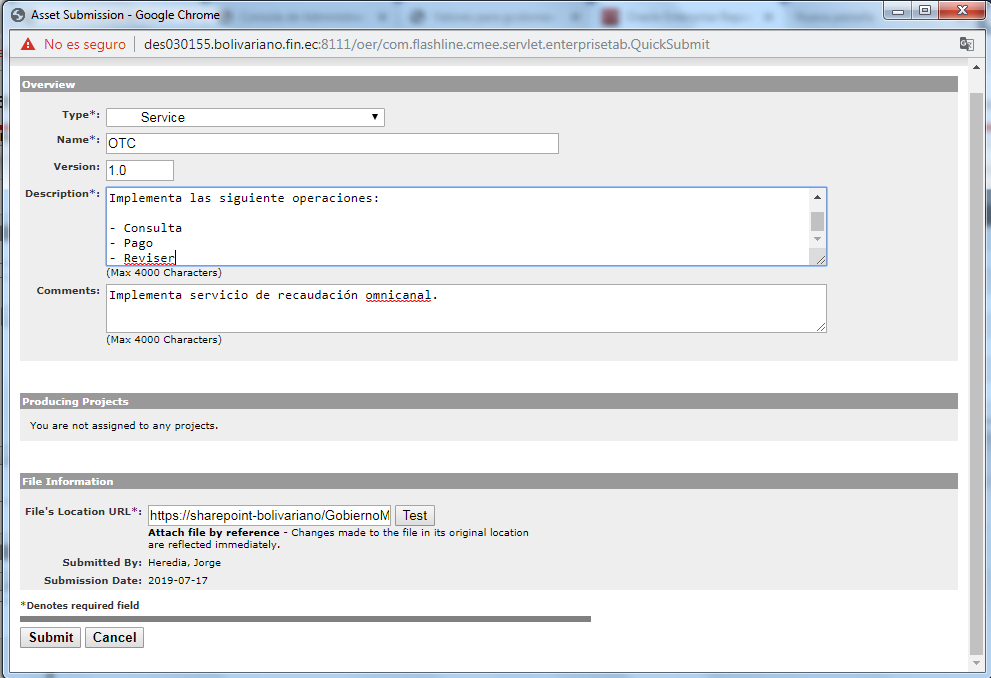 Asset Submission - Google Chrome
No es seguro | des030155.bolivariano.fin.ec:8111/oer/com.flashline.cmee.servlet.enterprisetab.QuickSubmit
Overview
Type*: Service
Name*: OTC
Version: 1.0
Description*: Implementa las siguiente operaciones:
- Consulta
- Pago
- Reviser
(Max 4000 Characters)
Comments: Implementa servicio de recaudación omnicanal.
(Max 4000 Characters)
Producing Projects
You are not assigned to any projects.
File Information
File's Location URL*: https://sharepoint-bolivariano/GobiernoM Test
Attach file by reference - Changes made to the file in its original location
are reflected immediately.
Submitted By: Heredia, Jorge
Submission Date: 2019-07-17
*Denotes required field
Submit Cancel